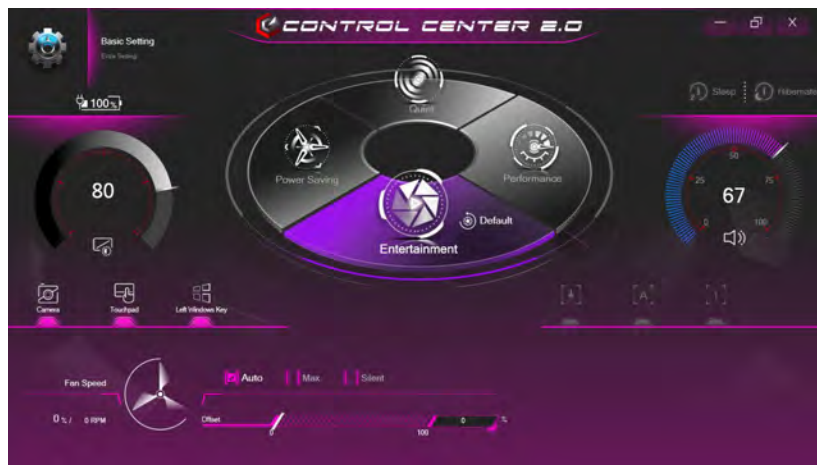 CONTROL CENTER 2.0
Basic Setting
100%
Sleep
Hibernate
Quiet
Power Saving
Performance
Default
Entertainment
80
0
25
50
75
100
67
Camera
Touchpad
Left Windows Key
A
1
Fan Speed
Auto
Max
Silent
0 % / 0 RPM
Offset
0
100
0
%